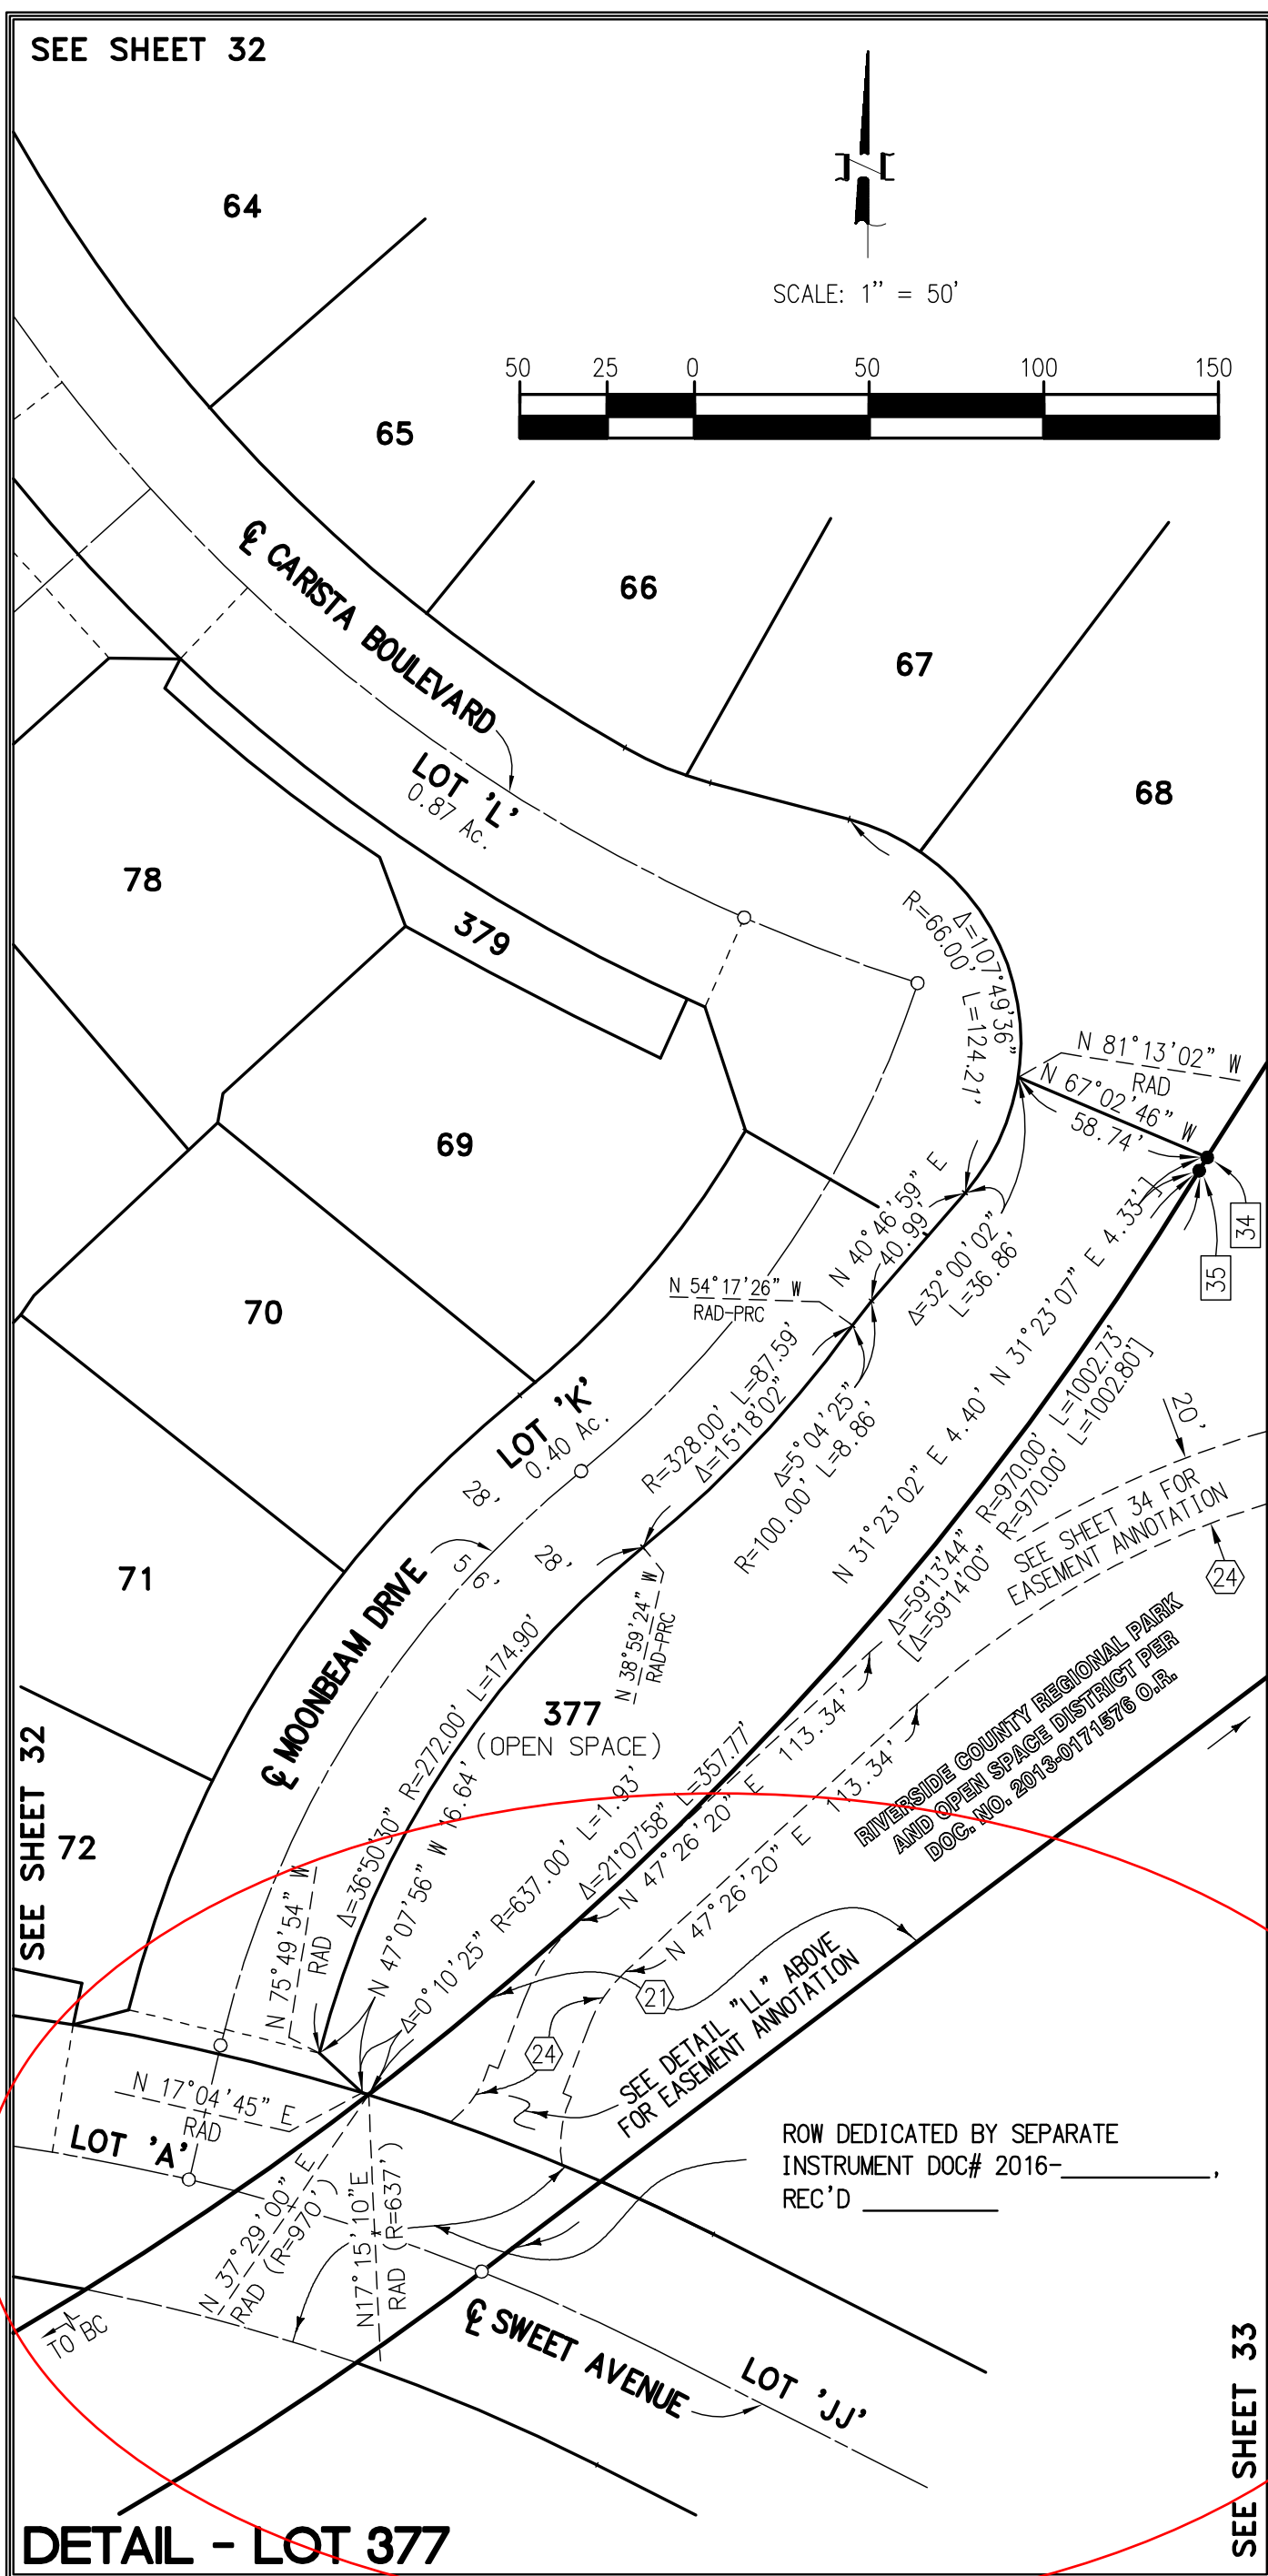 SEE SHEET 32
64
SCALE: 1" = 50'
50 25 0 50 100 150
65
℄ CARISTA BOULEVARD
66
67
LOT 'L'
0.87 Ac.
68
78
379
Δ=107°49'36"
R=66.00' L=124.21'
N 81°13'02" W
RAD
N 67°02'46" W
58.74'
69
34
35
N 40°46'59" E
40.99'
Δ=32°00'02"
L=36.86'
N 54°17'26" W
RAD-PRC
70
LOT 'K'
0.40 Ac.
R=328.00' L=87.59'
Δ=15°18'02"
Δ=5°04'25"
R=100.00' L=8.86'
N 31°23'02" E 4.40' N 31°23'07" E 4.33']
Δ=59°13'44" R=970.00' L=1002.73'
[Δ=59°14'00" R=970.00' L=1002.80']
20'
SEE SHEET 34 FOR
EASEMENT ANNOTATION
24
28'
28'
56'
71
℄ MOONBEAM DRIVE
N 38°59'24" W
RAD-PRC
377
(OPEN SPACE)
Δ=36°50'30" R=272.00' L=174.90'
RIVERSIDE COUNTY REGIONAL PARK
AND OPEN SPACE DISTRICT PER
DOC. NO. 2013-0171576 O.R.
SEE SHEET 32
72
N 75°49'54" W
RAD
N 47°07'56" W 16.64'
Δ=0°10'25" R=637.00' L=1.93'
Δ=21°07'58" L=357.77'
N 47°26'20" E 113.34'
N 47°26'20" E 113.34'
21
24
SEE DETAIL "LL" ABOVE
FOR EASEMENT ANNOTATION
N 17°04'45" E
RAD
LOT 'A'
ROW DEDICATED BY SEPARATE
INSTRUMENT DOC# 2016-__________,
REC'D _________
N 37°29'00" E
RAD (R=970')
N17°15'10"E
RAD (R=637')
TO BC
℄ SWEET AVENUE
LOT 'JJ'
SEE SHEET 33
DETAIL - LOT 377